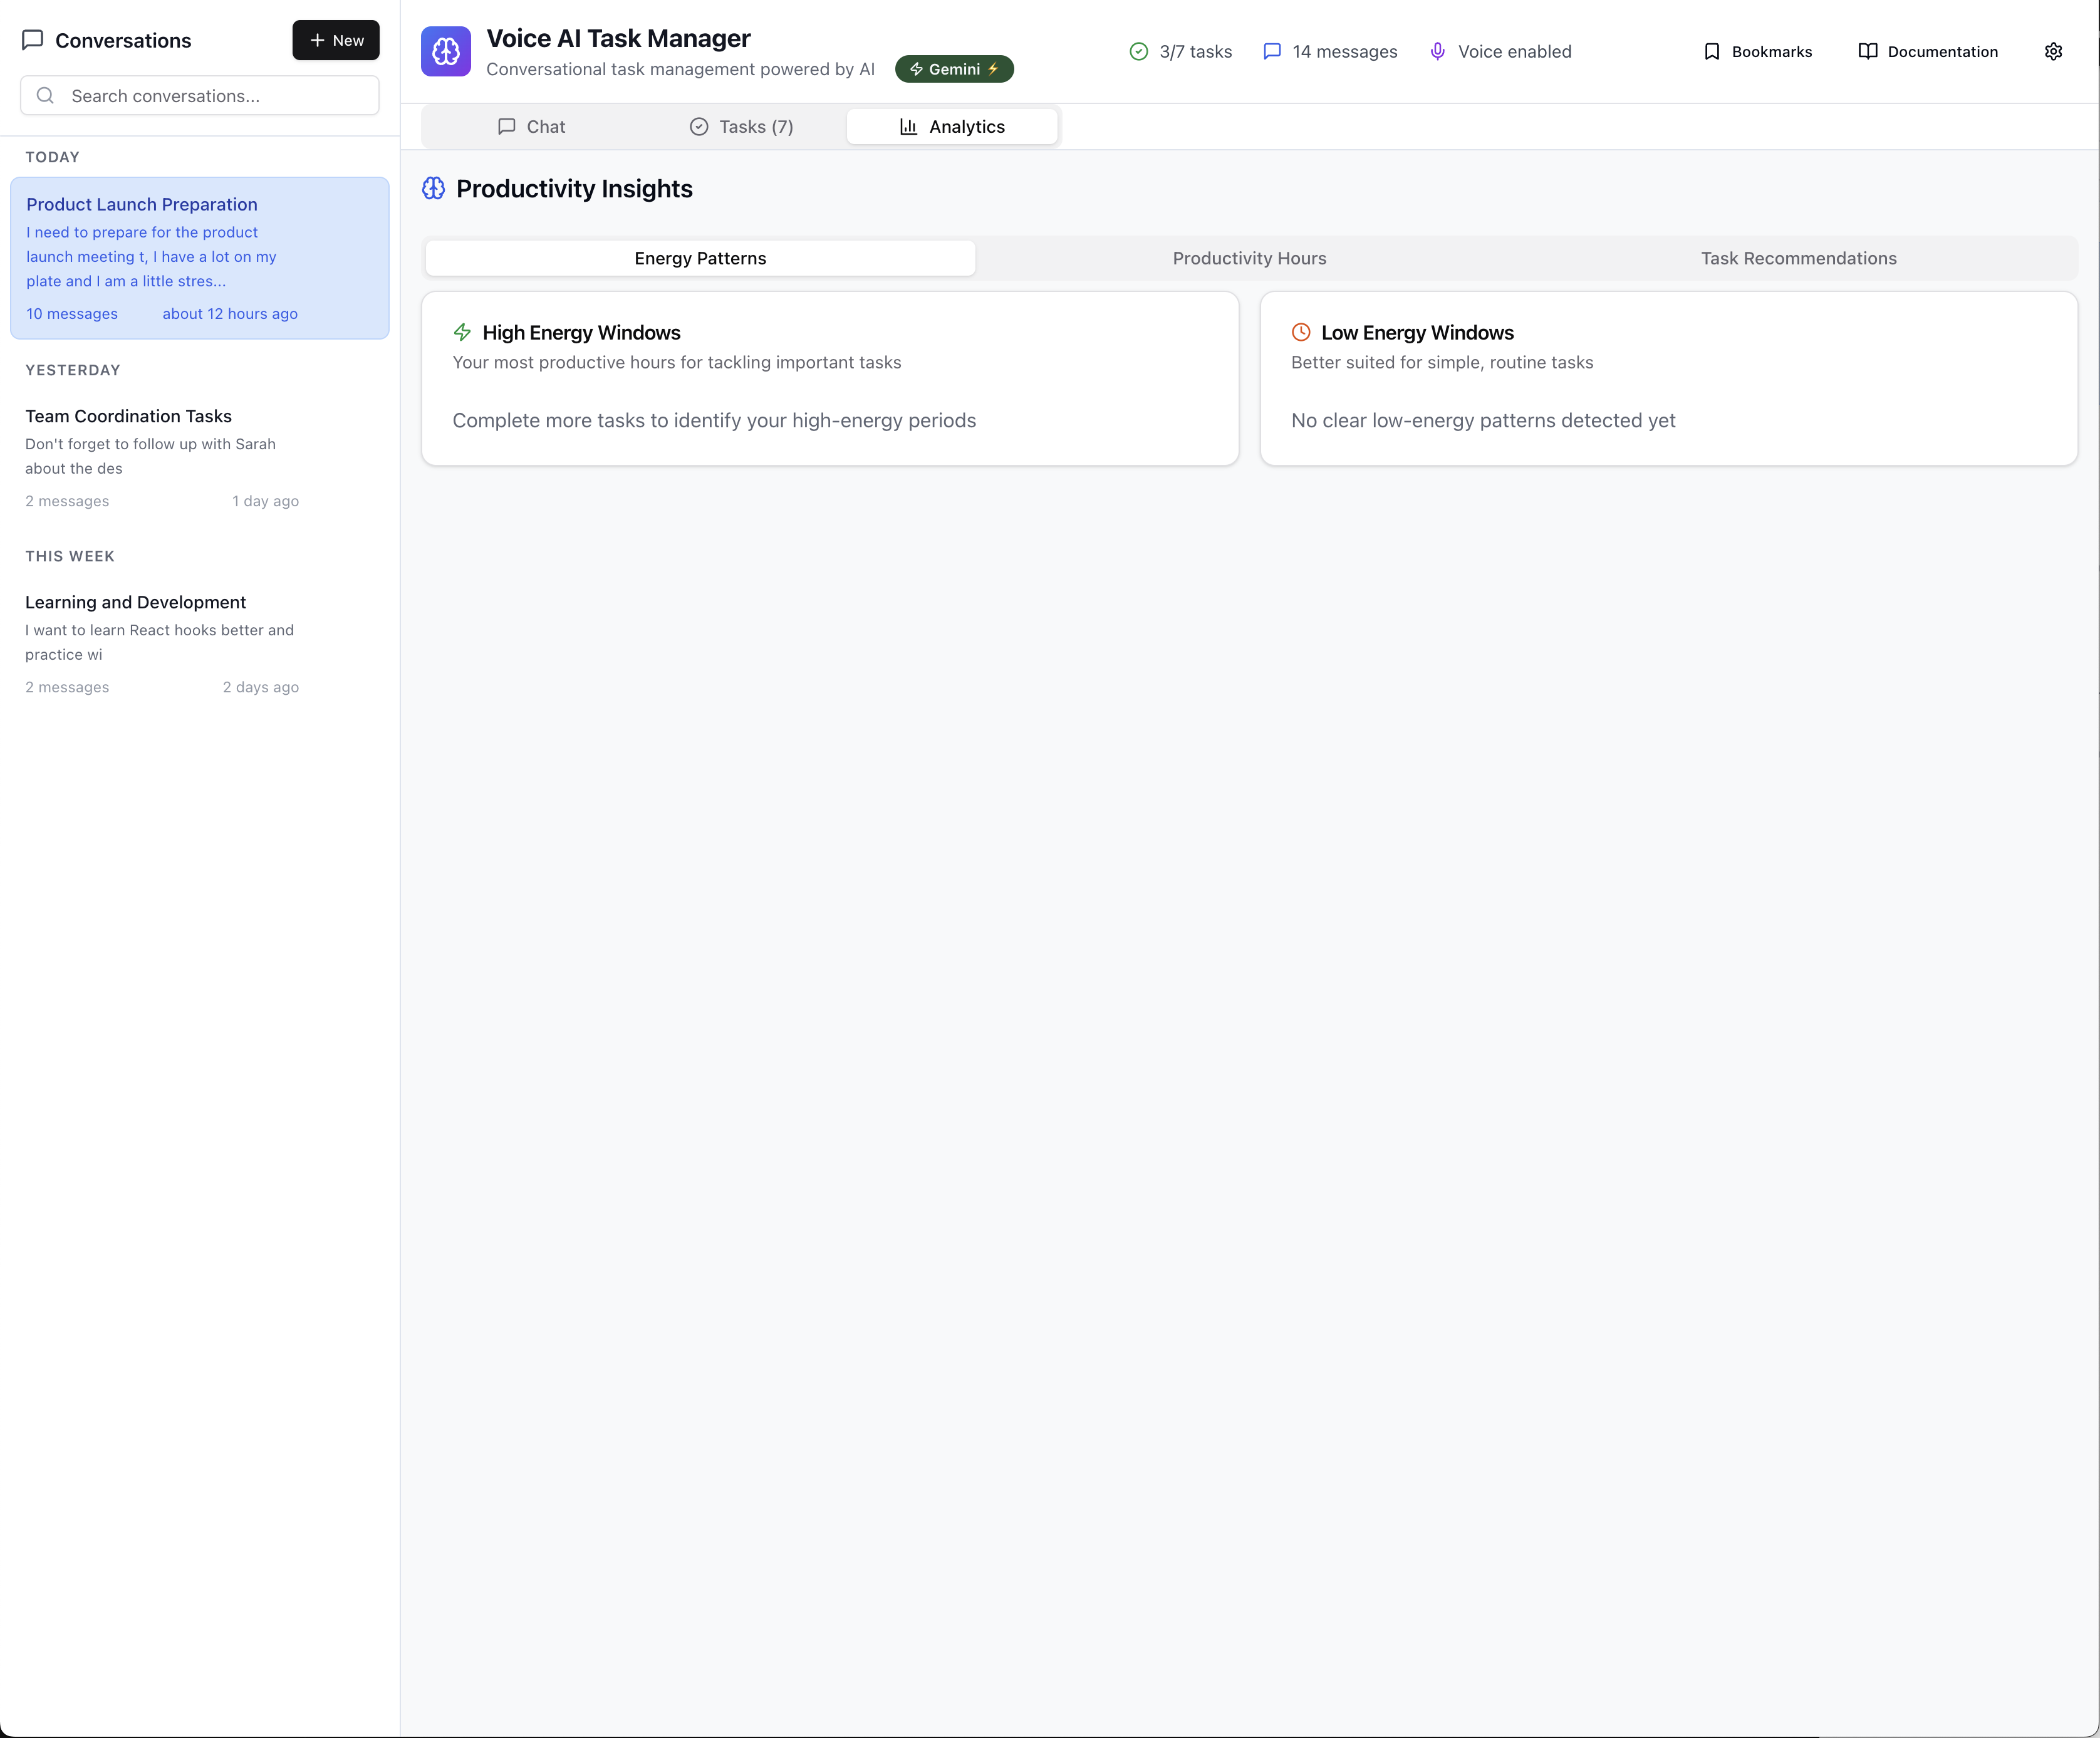 Conversations
New
Search conversations...
TODAY
Product Launch Preparation
I need to prepare for the product
launch meeting t, I have a lot on my
plate and I am a little stres...
10 messages about 12 hours ago
YESTERDAY
Team Coordination Tasks
Don't forget to follow up with Sarah
about the des
2 messages 1 day ago
THIS WEEK
Learning and Development
I want to learn React hooks better and
practice wi
2 messages 2 days ago
Voice AI Task Manager
Conversational task management powered by AI
Gemini ⚡
3/7 tasks
14 messages
Voice enabled
Bookmarks
Documentation
Chat
Tasks (7)
Analytics
Productivity Insights
Energy Patterns
Productivity Hours
Task Recommendations
High Energy Windows
Your most productive hours for tackling important tasks
Complete more tasks to identify your high-energy periods
Low Energy Windows
Better suited for simple, routine tasks
No clear low-energy patterns detected yet